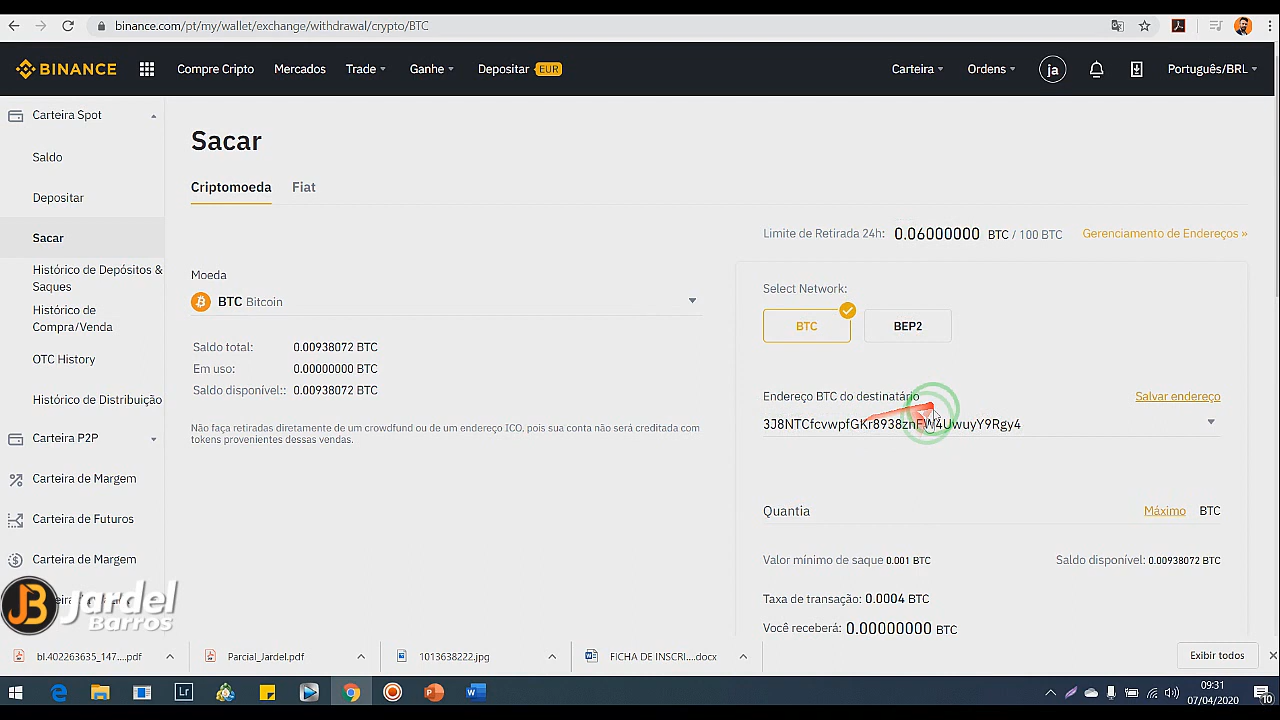 binance.com/pt/my/wallet/exchange/withdrawal/crypto/BTC
BINANCE Compre Cripto Mercados Trade Ganhe Depositar EUR Carteira Ordens ja Português/BRL
Carteira Spot
Saldo
Depositar
Sacar
Histórico de Depósitos &
Saques
Histórico de
Compra/Venda
OTC History
Histórico de Distribuição
Carteira P2P
Carteira de Margem
Carteira de Futuros
Carteira de Margem
Sacar
Criptomoeda Fiat
Moeda
BTC Bitcoin
Saldo total: 0.00938072 BTC
Em uso: 0.00000000 BTC
Saldo disponível:: 0.00938072 BTC
Não faça retiradas diretamente de um crowdfund ou de um endereço ICO, pois sua conta não será creditada com
tokens provenientes dessas vendas.
Limite de Retirada 24h: 0.06000000 BTC / 100 BTC Gerenciamento de Endereços »
Select Network:
BTC BEP2
Endereço BTC do destinatário Salvar endereço
3J8NTCfcvwpfGKr8938znFW4UwuyY9Rgy4
Quantia Máximo BTC
Valor mínimo de saque 0.001 BTC Saldo disponível: 0.00938072 BTC
Taxa de transação: 0.0004 BTC
Você receberá: 0.00000000 BTC
JB Jardel
Barros
bl.402263635_147....pdf Parcial_Jardel.pdf 1013638222.jpg FICHA DE INSCRI....docx Exibir todos
Lr
09:31
07/04/2020
10